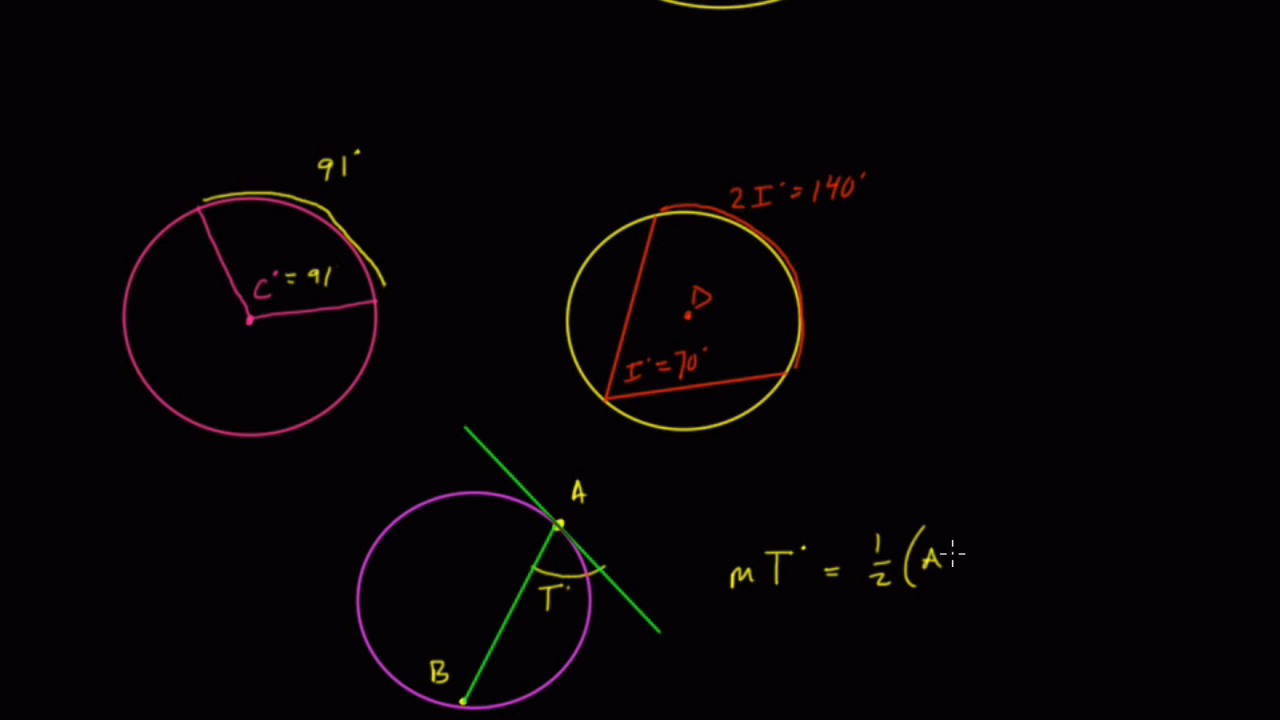 91°
C° = 91
2I° = 140°
D
I° = 70°
A
T°
B
mT° = 1/2 (A